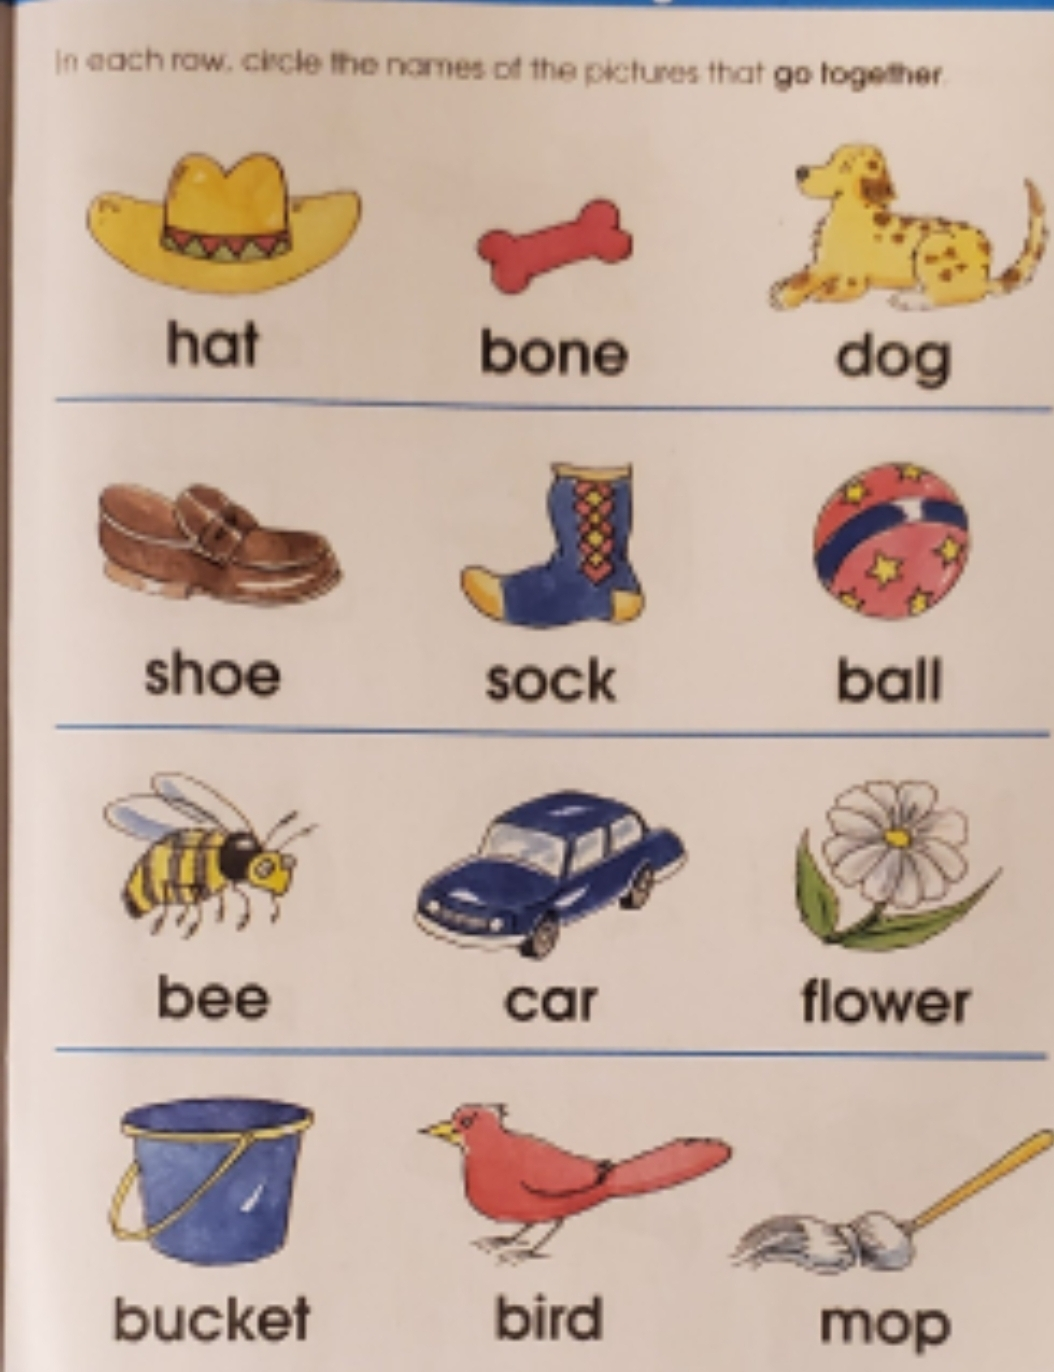 In each row, circle the names of the pictures that go together.
hat bone dog
shoe sock ball
bee car flower
bucket bird mop